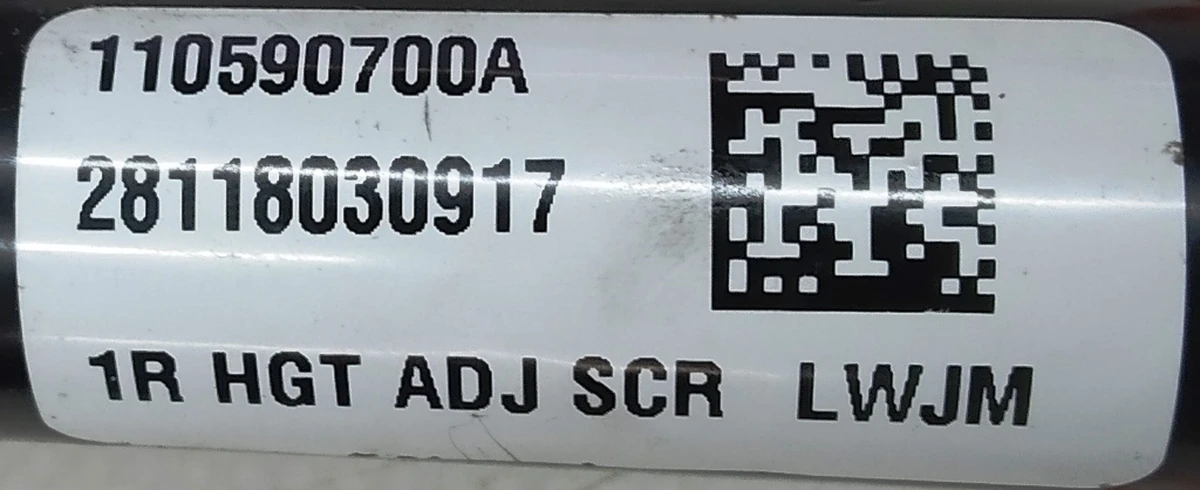 110590700A
28118030917
1R HGT ADJ SCR LWJM